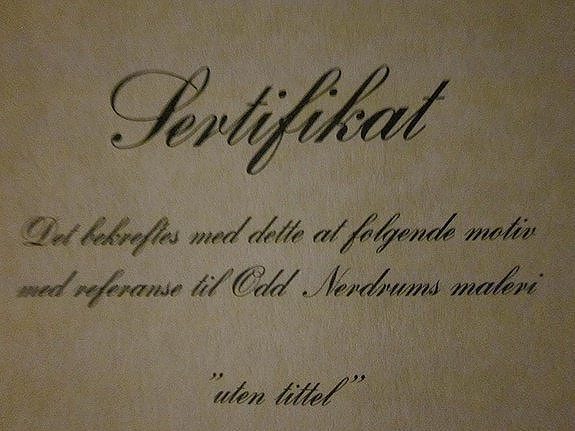 Sertifikat
Det bekreftes med dette at følgende motiv
med referanse til Odd Nerdrums maleri
"uten tittel"